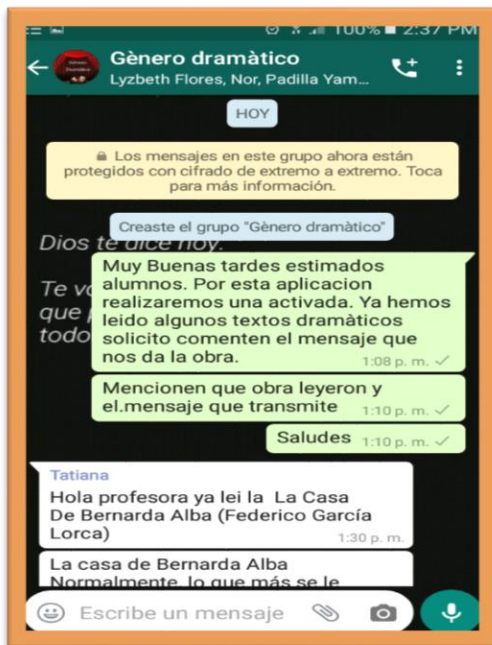 100% 2:37 PM
Gènero dramàtico
Lyzbeth Flores, Nor, Padilla Yam...
HOY
Los mensajes en este grupo ahora están
protegidos con cifrado de extremo a extremo. Toca
para más información.
Creaste el grupo "Gènero dramàtico"
Dios te dice hoy:
Muy Buenas tardes estimados
alumnos. Por esta aplicacion
realizaremos una activada. Ya hemos
leido algunos textos dramàticos
solicito comenten el mensaje que
nos da la obra.
1:08 p. m.
Te
que
todo
Mencionen que obra leyeron y
el.mensaje que transmite
1:10 p. m.
Saludes 1:10 p. m.
Tatiana
Hola profesora ya lei la La Casa
De Bernarda Alba (Federico García
Lorca)
1:30 p. m.
La casa de Bernarda Alba
Normalmente, lo que más se le
Escribe un mensaje